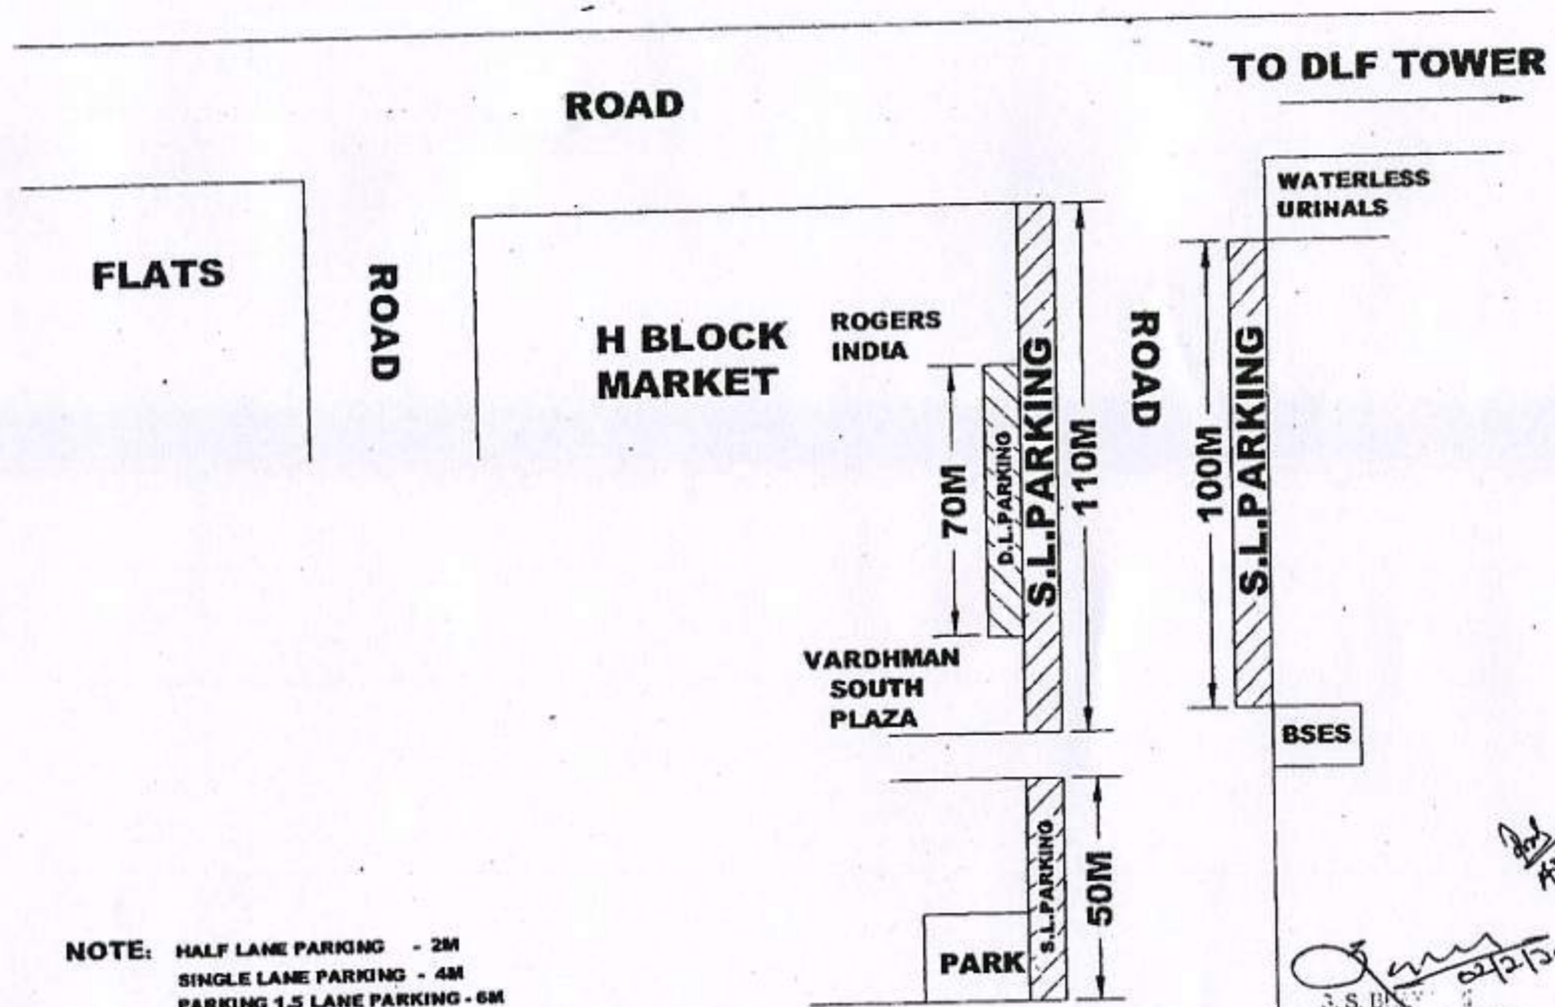 TO DLF TOWER
ROAD
WATERLESS
URINALS
FLATS
ROAD
H BLOCK
MARKET
ROGERS
INDIA
70M
D.L.PARKING
S.L.PARKING
110M
ROAD
100M
S.L.PARKING
VARDHMAN
SOUTH
PLAZA
BSES
S.L.PARKING
50M
PARK
NOTE: HALF LANE PARKING - 2M
SINGLE LANE PARKING - 4M
PARKING 1.5 LANE PARKING - 6M